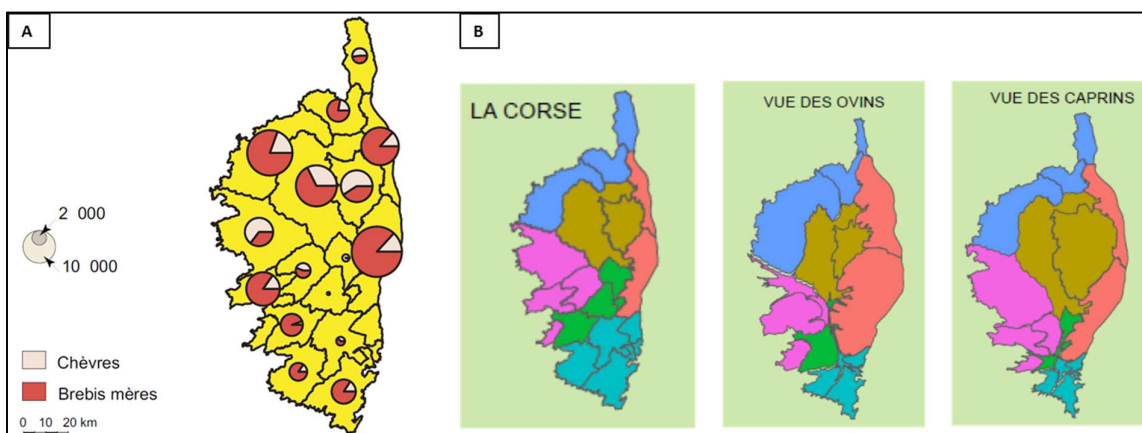 A
2 000
10 000
Chèvres
Brebis mères
0 10 20 km
B
LA CORSE
VUE DES OVINS
VUE DES CAPRINS